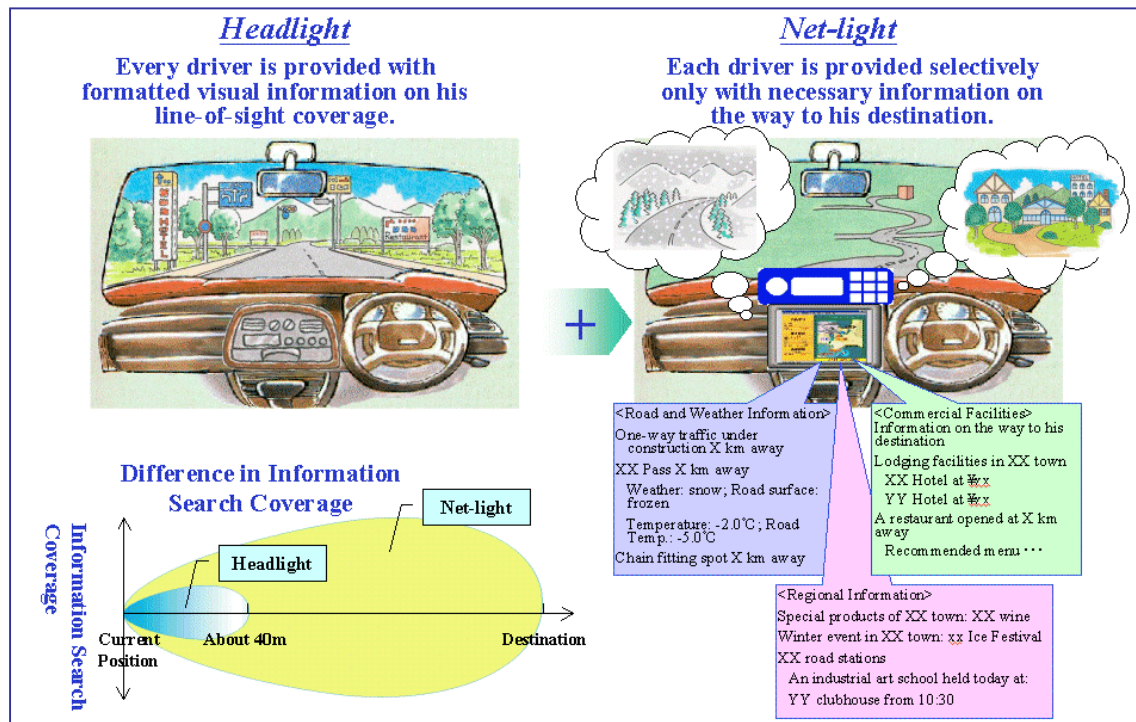 Headlight
Every driver is provided with
formatted visual information on his
line-of-sight coverage.
Restaurant
+
Net-light
Each driver is provided selectively
only with necessary information on
the way to his destination.
<Road and Weather Information>
One-way traffic under
construction X km away
XX Pass X km away
Weather: snow; Road surface:
frozen
Temperature: -2.0℃; Road
Temp.: -5.0℃
Chain fitting spot X km away
<Commercial Facilities>
Information on the way to his
destination
Lodging facilities in XX town
XX Hotel at ¥yx
YY Hotel at ¥yx
A restaurant opened at X km
away
Recommended menu ･･･
<Regional Information>
Special products of XX town: XX wine
Winter event in XX town: xx Ice Festival
XX road stations
An industrial art school held today at:
YY clubhouse from 10:30
Difference in Information
Search Coverage
Information Search
Coverage
Net-light
Headlight
Current
Position
About 40m
Destination